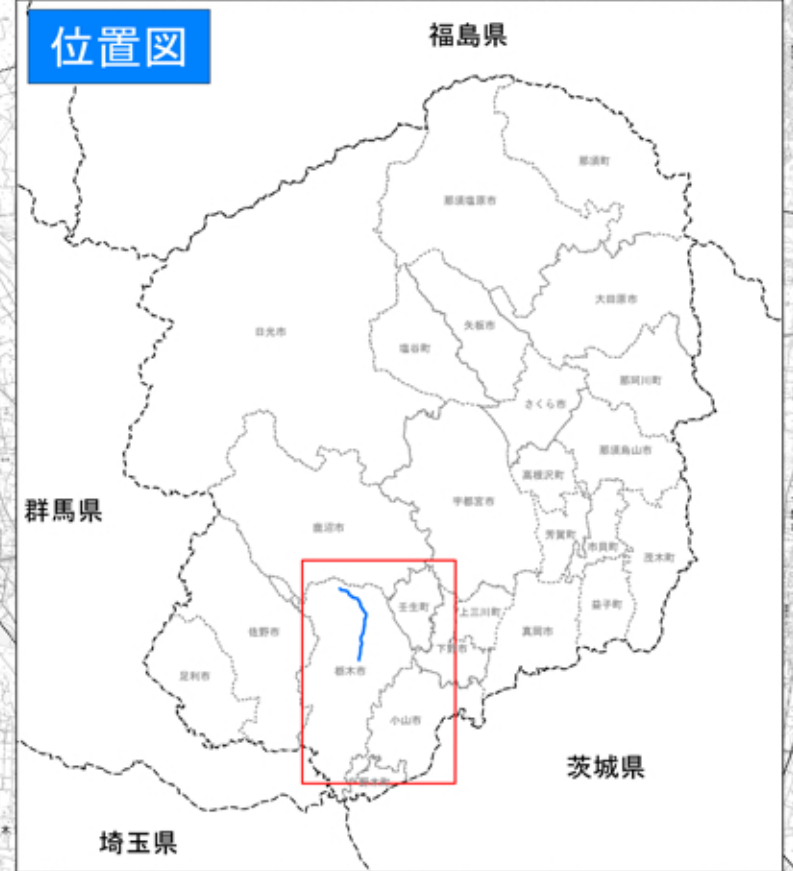 位置図
福島県
那須町
那須塩原市
大田原市
矢板市
日光市
塩谷町
那珂川町
さくら市
那須烏山市
高根沢町
宇都宮市
群馬県
鹿沼市
芳賀町
市貝町
茂木町
壬生町
上三川町
益子町
佐野市
真岡市
下野市
栃木市
足利市
小山市
茨城県
野木町
埼玉県